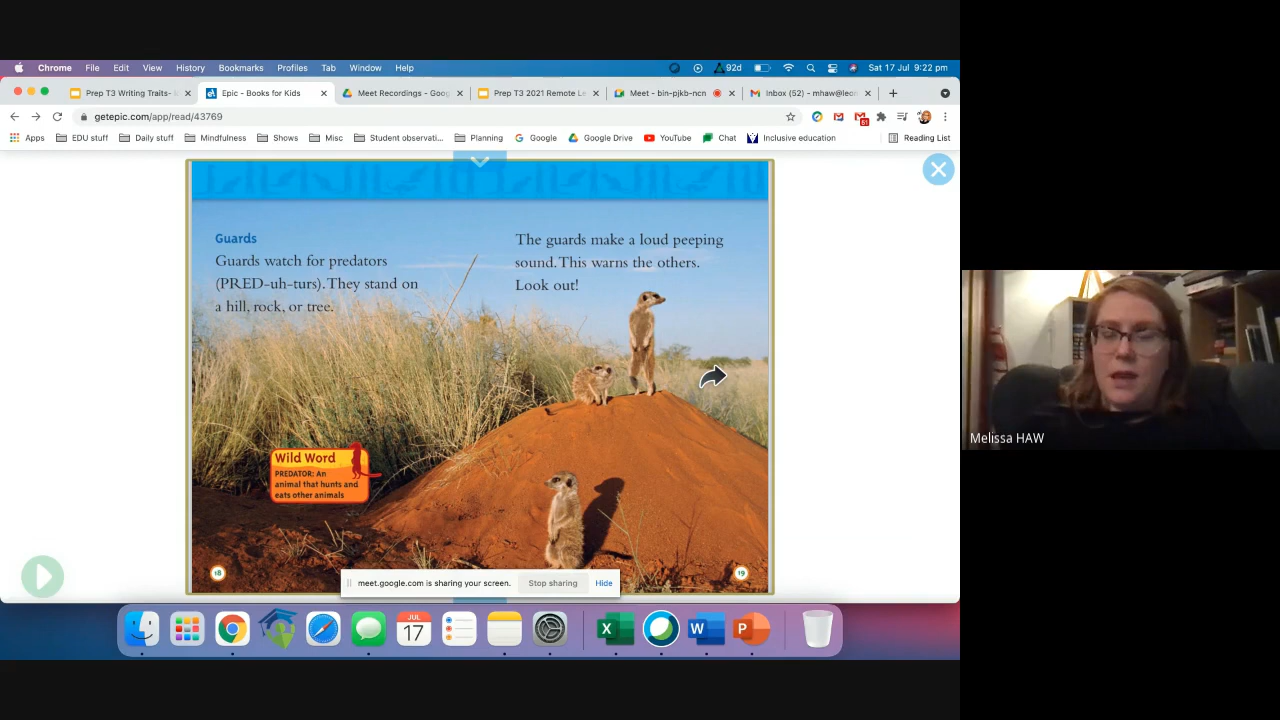 Chrome File Edit View History Bookmarks Profiles Tab Window Help
92d
Sat 17 Jul 9:22 pm
Prep T3 Writing Traits-
Epic - Books for Kids
Meet Recordings - Goog
Prep T3 2021 Remote Le
Meet - bin-pjkb-ncn
Inbox (52) - mhaw@leo
getepic.com/app/read/43769
Apps
EDU stuff
Daily stuff
Mindfulness
Shows
Misc
Student observati...
Planning
Google
Google Drive
YouTube
Chat
Inclusive education
Reading List
Guards
Guards watch for predators
(PRED-uh-turs). They stand on
a hill, rock, or tree.
The guards make a loud peeping
sound. This warns the others.
Look out!
Wild Word
PREDATOR: An
animal that hunts and
eats other animals
18
19
meet.google.com is sharing your screen.
Stop sharing
Hide
JUL
17
X
W
P
Melissa HAW